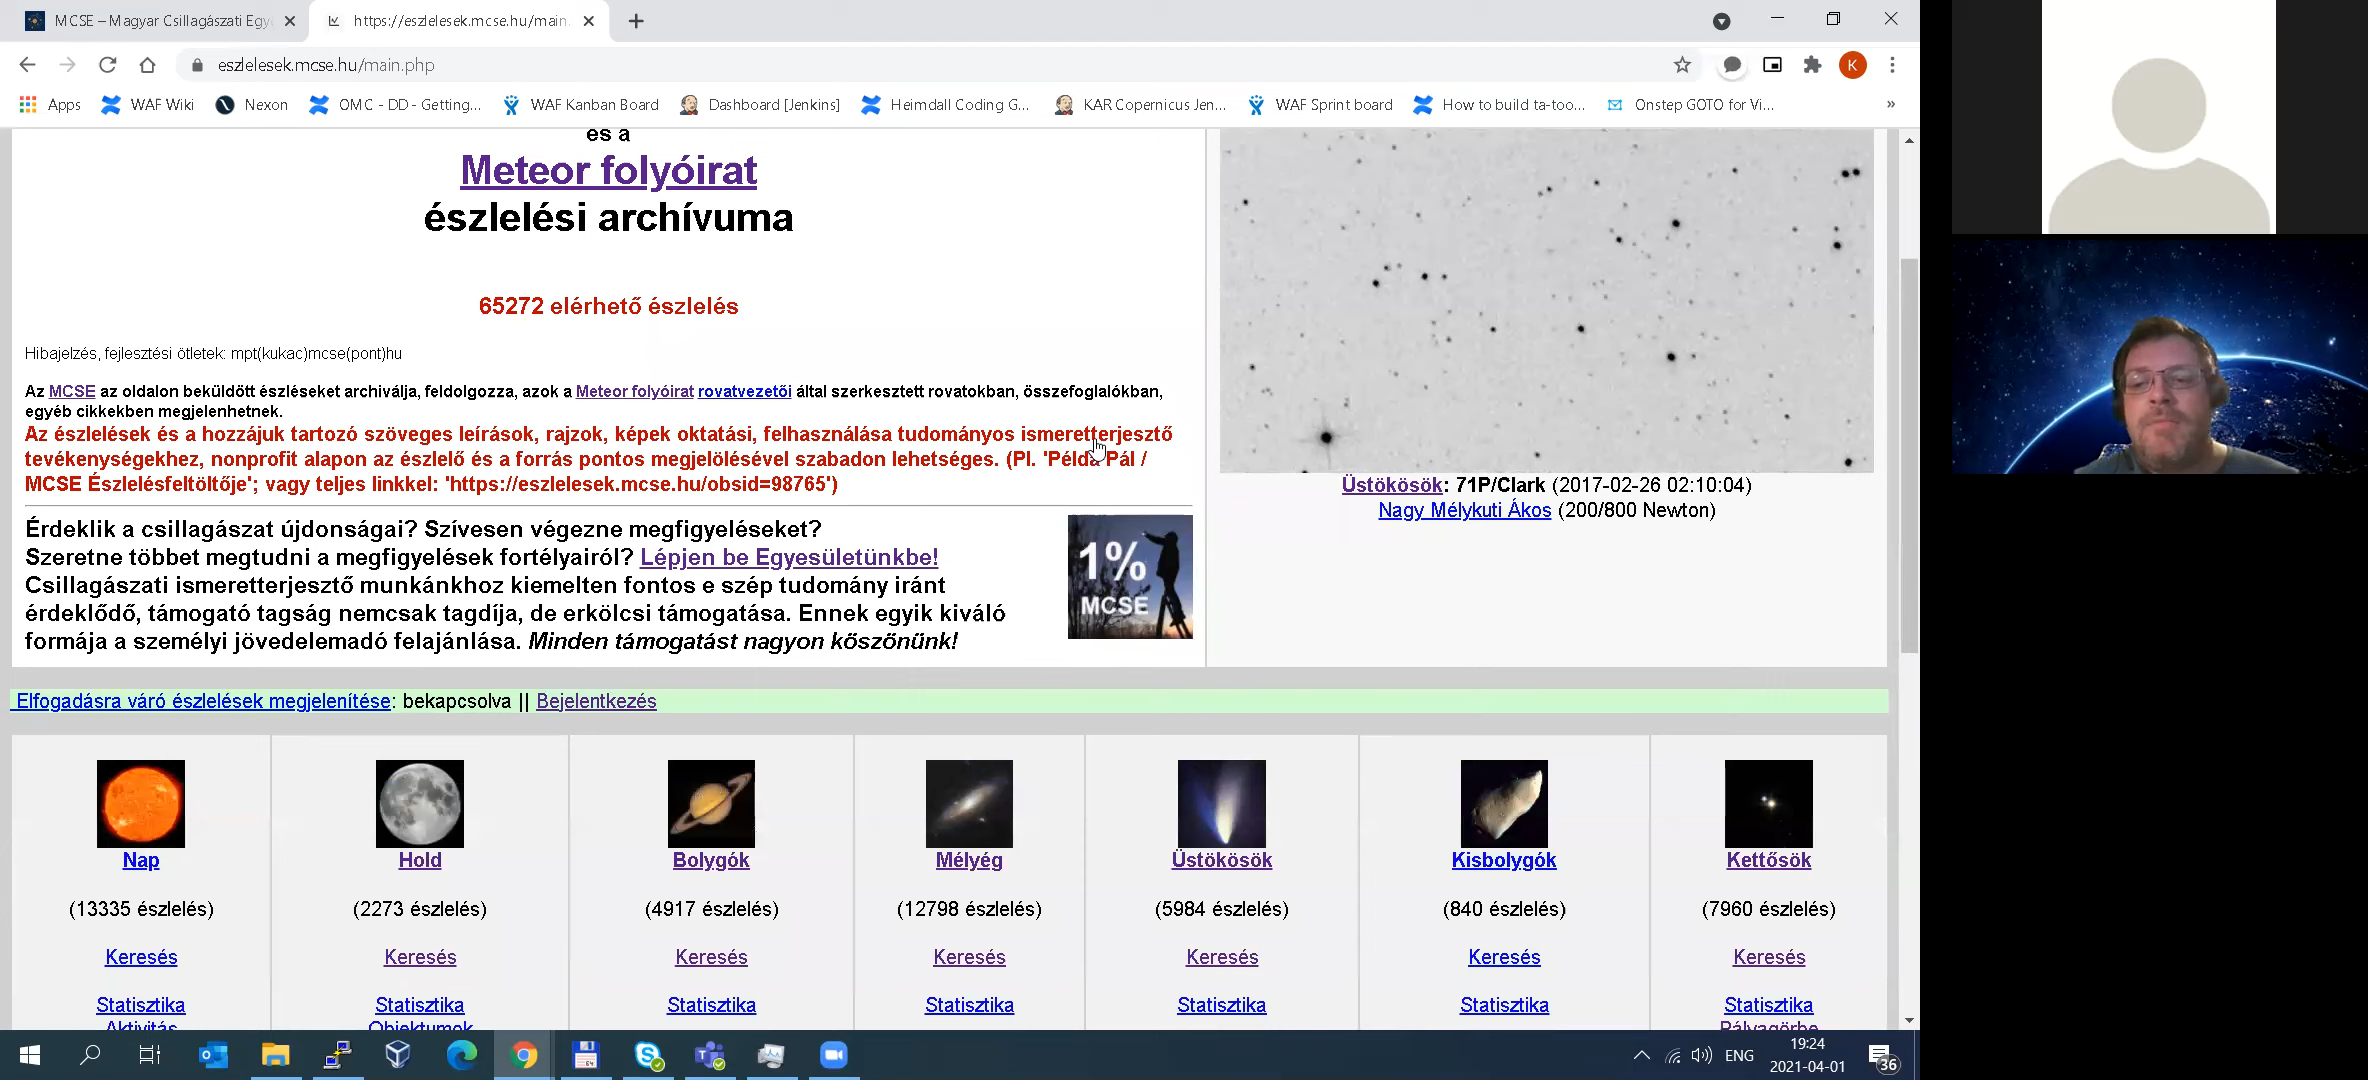 MCSE – Magyar Csillagászati Egy
https://eszlelesek.mcse.hu/main
eszlelesek.mcse.hu/main.php
K
Apps
WAF Wiki
Nexon
OMC - DD - Getting...
WAF Kanban Board
Dashboard [Jenkins]
Heimdall Coding G...
KAR Copernicus Jen...
WAF Sprint board
How to build ta-too...
Onstep GOTO for Vi...
»
és a
Meteor folyóirat
észlelési archívuma
65272 elérhető észlelés
Hibajelzés, fejlesztési ötletek: mpt(kukac)mcse(pont)hu
Az MCSE az oldalon beküldött észléseket archiválja, feldolgozza, azok a Meteor folyóirat rovatvezetői által szerkesztett rovatokban, összefoglalókban,
egyéb cikkekben megjelenhetnek.
Az észlelések és a hozzájuk tartozó szöveges leírások, rajzok, képek oktatási, felhasználása tudományos ismeretterjesztő
tevékenységekhez, nonprofit alapon az észlelő és a forrás pontos megjelölésével szabadon lehetséges. (Pl. 'Példa Pál /
MCSE Észlelésfeltöltője'; vagy teljes linkkel: 'https://eszlelesek.mcse.hu/obsid=98765')
Érdeklik a csillagászat újdonságai? Szívesen végezne megfigyeléseket?
Szeretne többet megtudni a megfigyelések fortélyairól? Lépjen be Egyesületünkbe!
Csillagászati ismeretterjesztő munkánkhoz kiemelten fontos e szép tudomány iránt
érdeklődő, támogató tagság nemcsak tagdíja, de erkölcsi támogatása. Ennek egyik kiváló
formája a személyi jövedelemadó felajánlása. Minden támogatást nagyon köszönünk!
1%
MCSE
Üstökösök: 71P/Clark (2017-02-26 02:10:04)
Nagy Mélykuti Ákos (200/800 Newton)
Elfogadásra váró észlelések megjelenítése: bekapcsolva || Bejelentkezés
Nap
Hold
Bolygók
Mélyég
Üstökösök
Kisbolygók
Kettősök
(13335 észlelés)
(2273 észlelés)
(4917 észlelés)
(12798 észlelés)
(5984 észlelés)
(840 észlelés)
(7960 észlelés)
Keresés
Keresés
Keresés
Keresés
Keresés
Keresés
Keresés
Statisztika
Statisztika
Statisztika
Statisztika
Statisztika
Statisztika
Statisztika
Aktivitás
Objektumok
Pályagörbe
64
ENG
19:24
2021-04-01
36